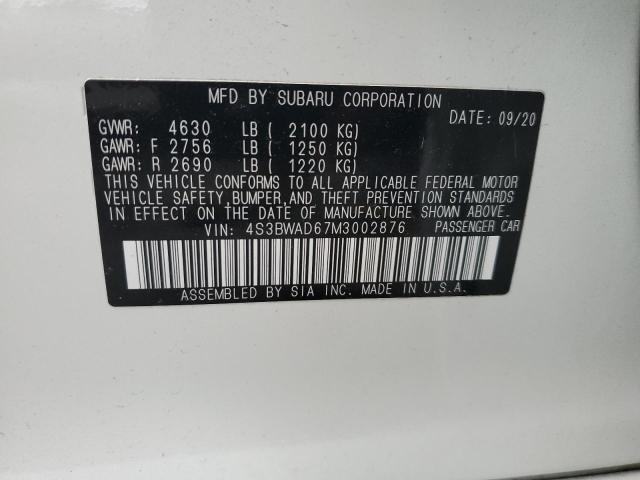 MFD BY SUBARU CORPORATION
DATE: 09/20
GVWR: 4630 LB ( 2100 KG)
GAWR: F 2756 LB ( 1250 KG)
GAWR: R 2690 LB ( 1220 KG)
THIS VEHICLE CONFORMS TO ALL APPLICABLE FEDERAL MOTOR
VEHICLE SAFETY, BUMPER, AND THEFT PREVENTION STANDARDS
IN EFFECT ON THE DATE OF MANUFACTURE SHOWN ABOVE.
VIN: 4S3BWAD67M3002876 PASSENGER CAR
ASSEMBLED BY SIA INC. MADE IN U.S.A.